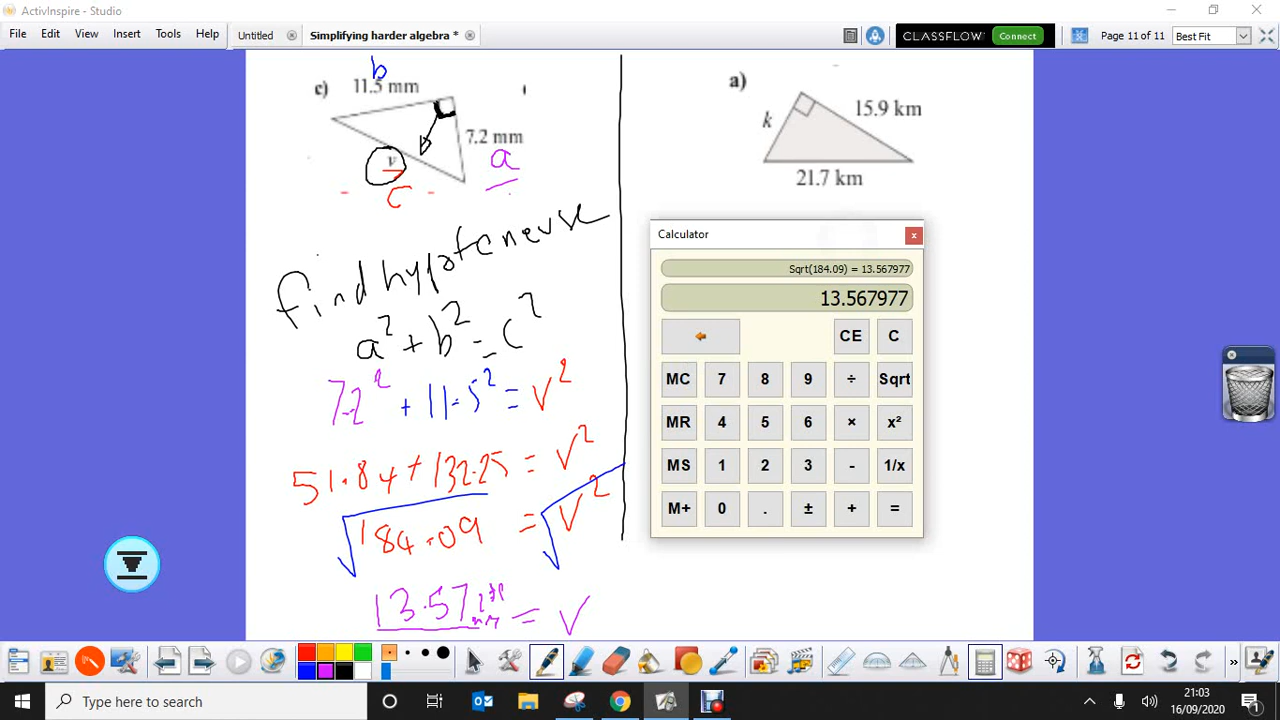 ActivInspire - Studio
File Edit View Insert Tools Help
Untitled
Simplifying harder algebra *
CLASSFLOW Connect
Page 11 of 11
Best Fit
b
c) 11.5 mm
7.2 mm
v
a
c
find hypoteneuse
a² + b² = c²
7.2² + 11.5² = v²
51.84 + 132.25 = v²
√184.09 = √v²
13.57 mm = v
a)
k
15.9 km
21.7 km
Calculator
Sqrt(184.09) = 13.567977
13.567977
CE C
MC 7 8 9 ÷ Sqrt
MR 4 5 6 × x²
MS 1 2 3 - 1/x
M+ 0 . ± + =
Type here to search
21:03
16/09/2020